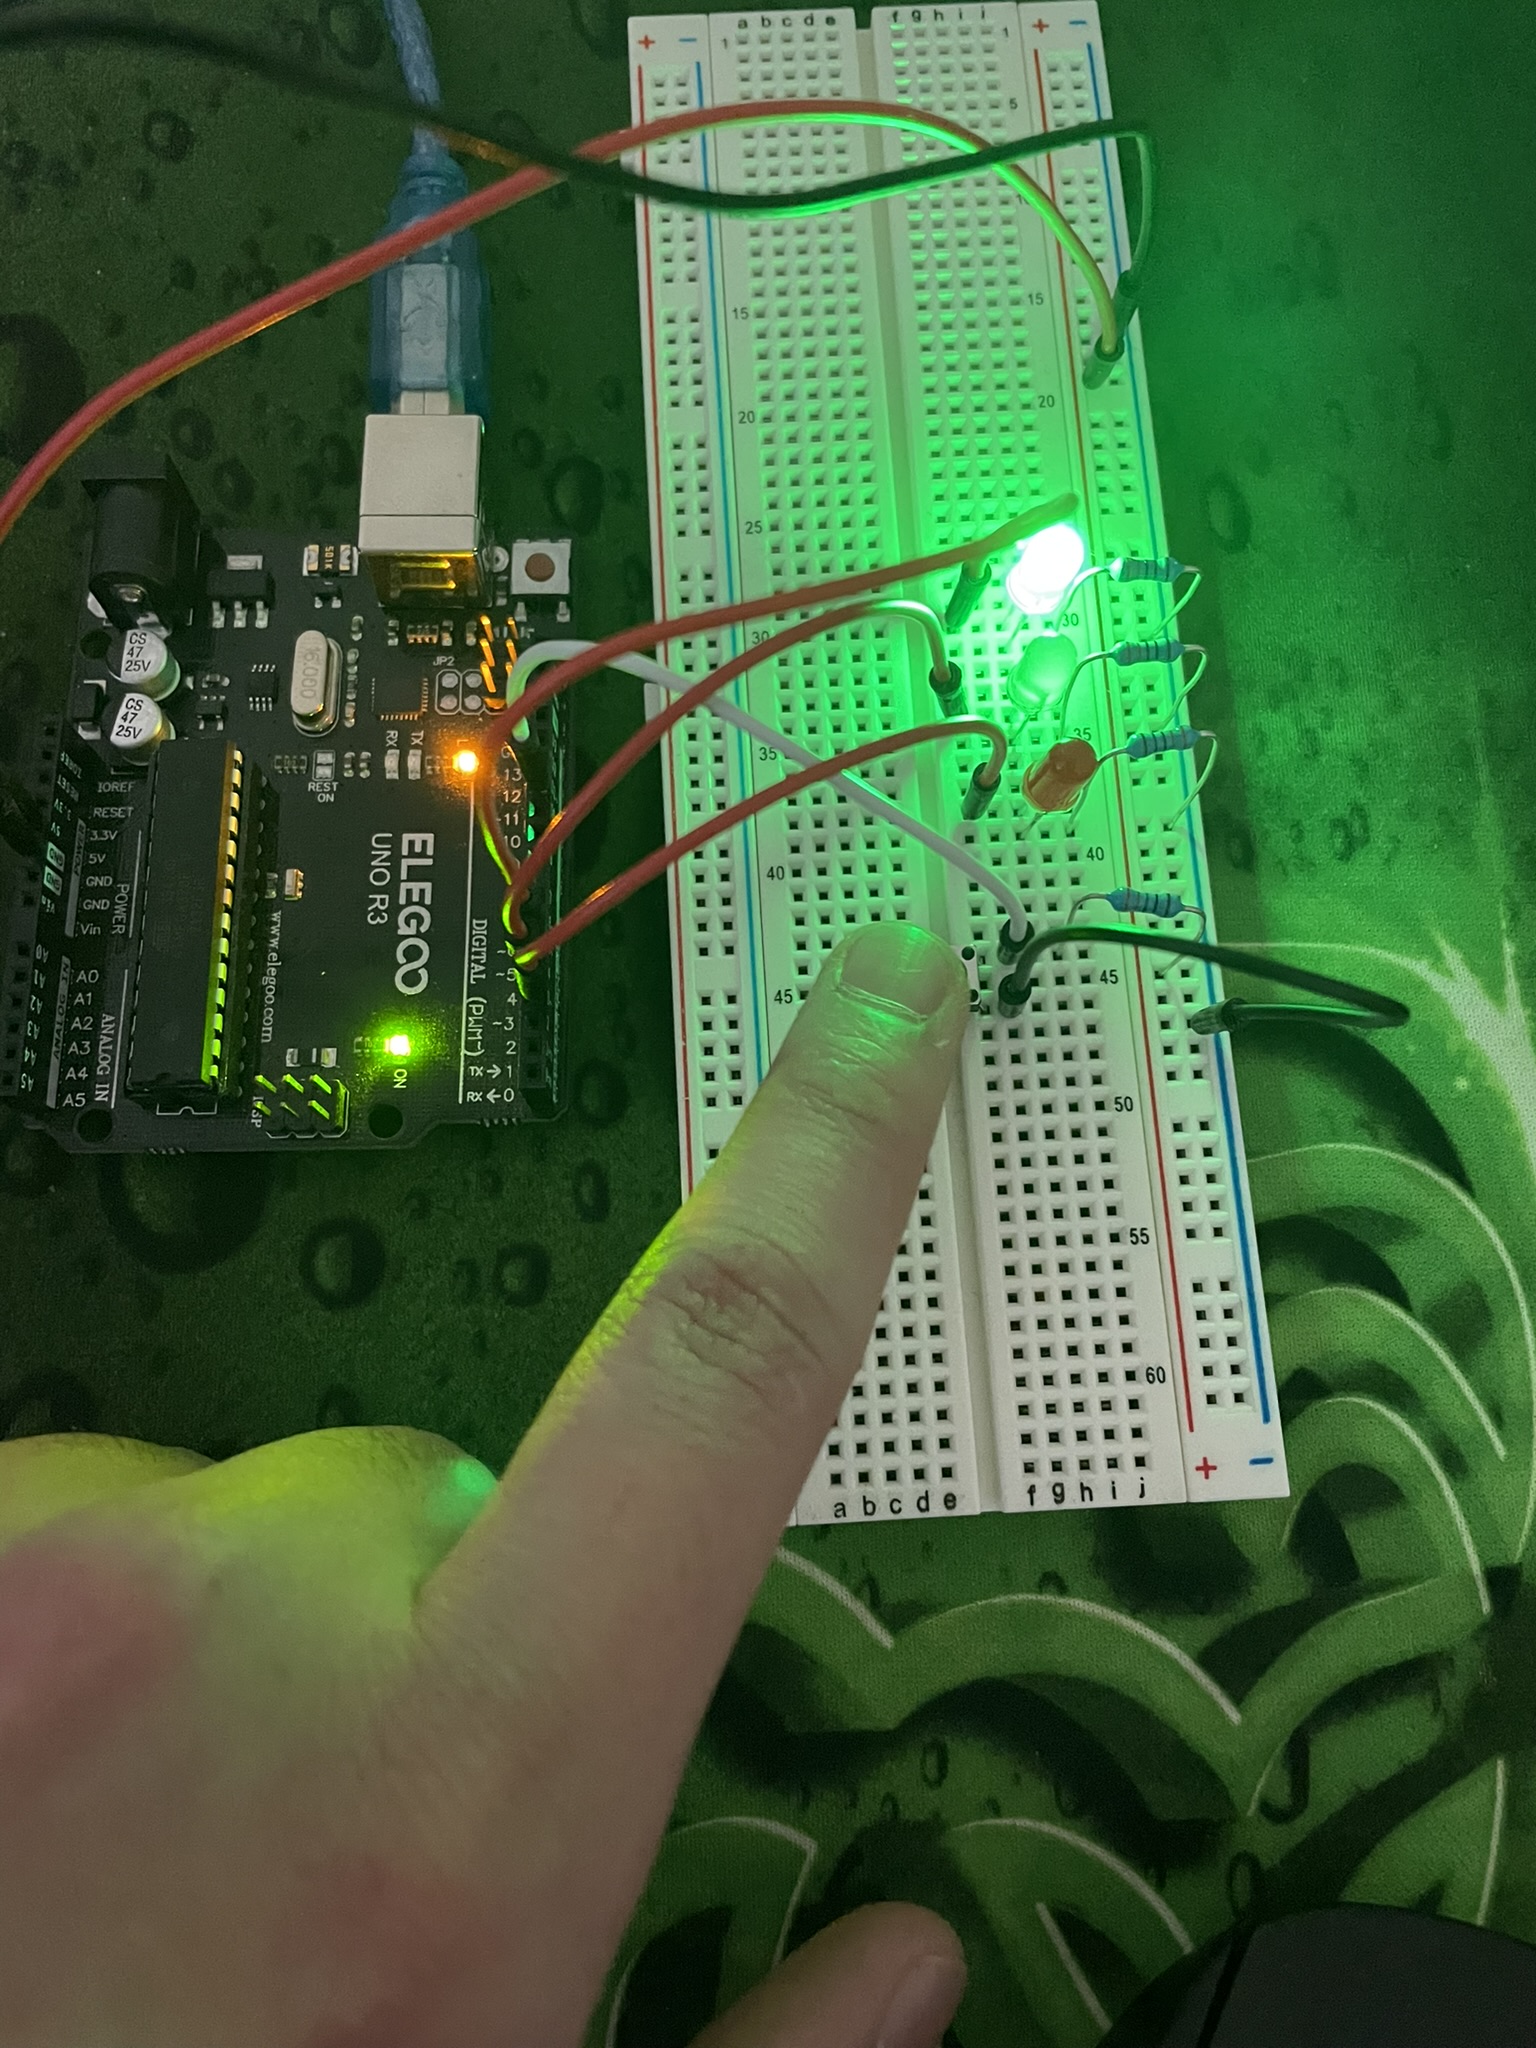 a b c d e
f g h i j
+ −
+ −
1
1
5
10
15
15
20
20
25
30
30
35
35
40
40
45
45
50
55
60
a b c d e
f g h i j
+ −
CS
47
25V
CS
47
25V
16.000
501K
JP2
RX
TX
L
REST
ON
IOREF
RESET
3.3V
5V
GND
GND
Vin
POWER
A0
A1
A2
A3
A4
A5
ANALOG IN
ELEGOO
UNO R3
www.elegoo.com
DIGITAL (PWM~)
13
12
~11
~10
~6
~5
4
~3
2
TX→1
RX←0
ON
ICSP